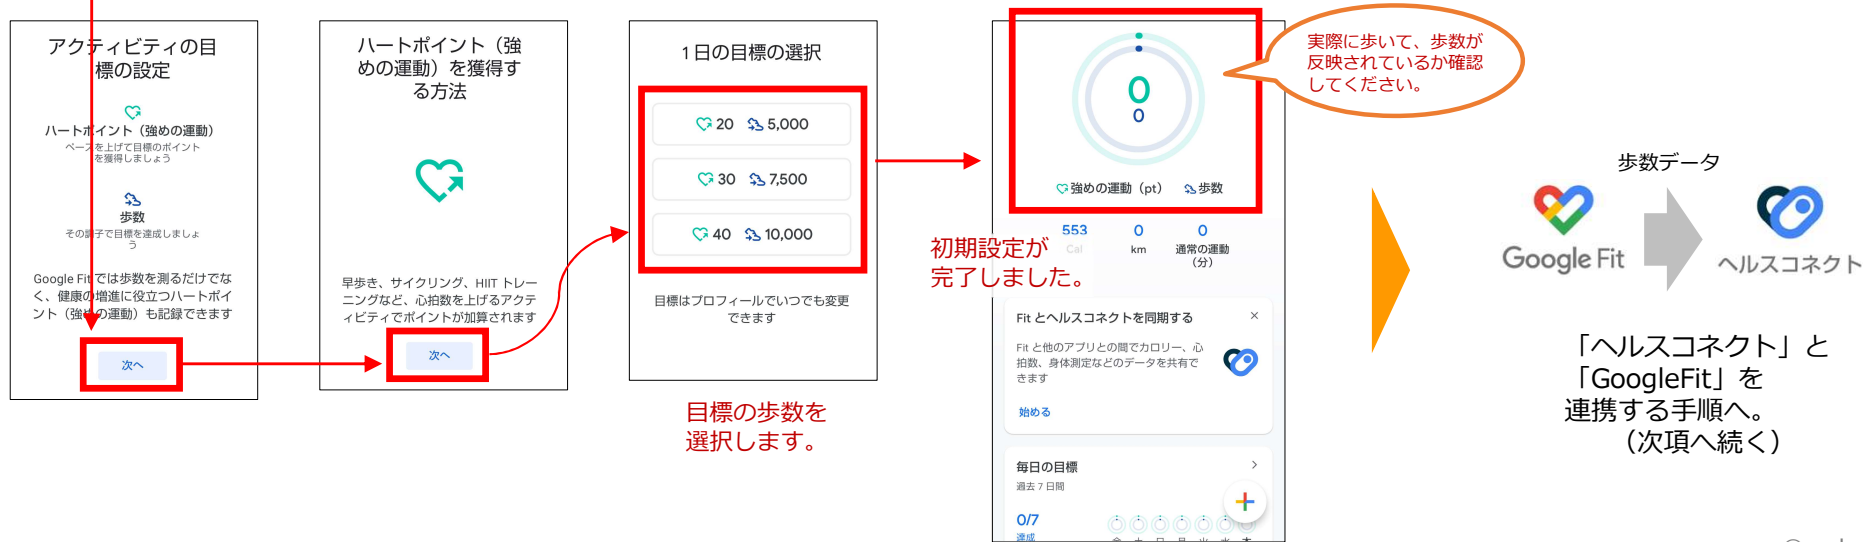 アクティビティの目
標の設定
ハートポイント（強めの運動）
ペースを上げて目標のポイント
を獲得しましょう
歩数
その調子で目標を達成しましょ
う
Google Fit では歩数を測るだけでな
く、健康の増進に役立つハートポイ
ント（強めの運動）も記録できます
次へ
ハートポイント（強
めの運動）を獲得す
る方法
早歩き、サイクリング、HIIT トレー
ニングなど、心拍数を上げるアクテ
ィビティでポイントが加算されます
次へ
1日の目標の選択
20 5,000
30 7,500
40 10,000
目標はプロフィールでいつでも変更
できます
目標の歩数を
選択します。
0
0
強めの運動（pt） 歩数
553 0 0
Cal km 通常の運動
（分）
初期設定が
完了しました。
Fit とヘルスコネクトを同期する ×
Fit と他のアプリとの間でカロリー、心
拍数、身体測定などのデータを共有で
きます
始める
毎日の目標
過去 7 日間
0/7
達成
金 土 日 月 火 水 木
実際に歩いて、歩数が
反映されているか確認
してください。
歩数データ
Google Fit
ヘルスコネクト
「ヘルスコネクト」と
「GoogleFit」を
連携する手順へ。
（次項へ続く）